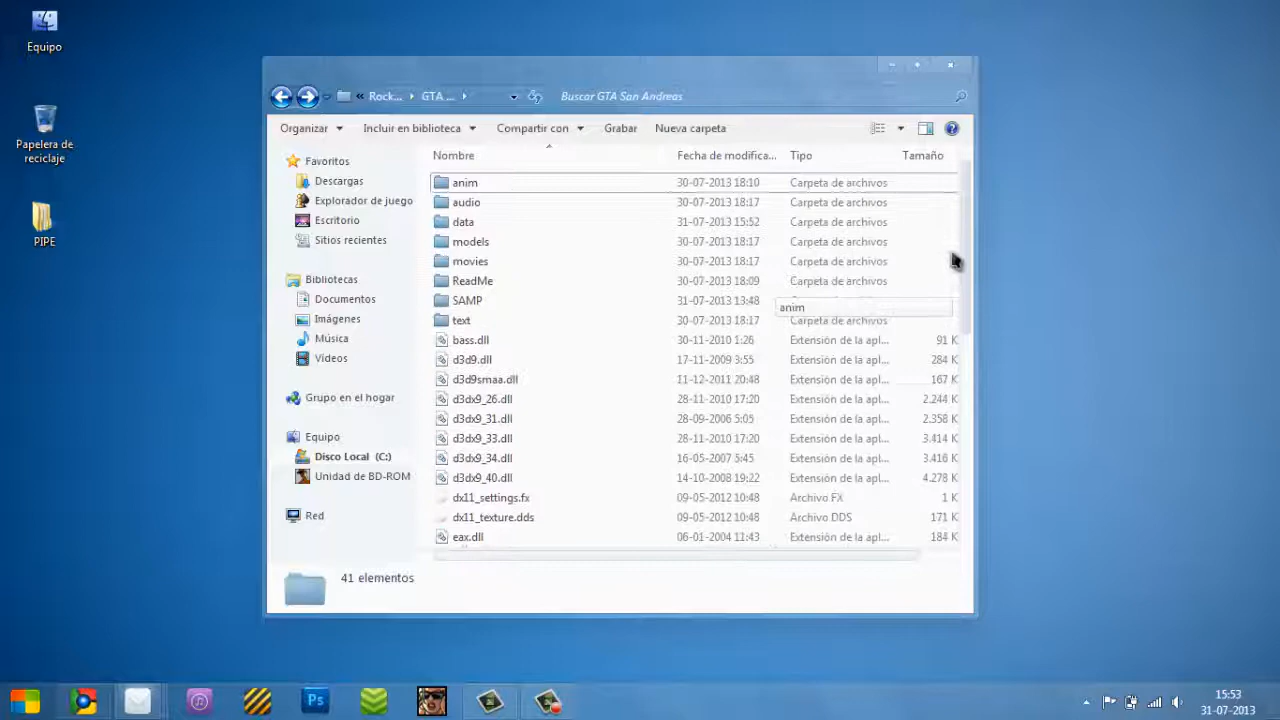 Equipo
Papelera de
reciclaje
PIPE
« Rock... GTA ... Buscar GTA San Andreas
Organizar Incluir en biblioteca Compartir con Grabar Nueva carpeta
Nombre Fecha de modifica... Tipo Tamaño
Favoritos
Descargas
Explorador de juego
Escritorio
Sitios recientes
Bibliotecas
Documentos
Imágenes
Música
Vídeos
Grupo en el hogar
Equipo
Disco Local (C:)
Unidad de BD-ROM
Red
anim 30-07-2013 18:10 Carpeta de archivos
audio 30-07-2013 18:17 Carpeta de archivos
data 31-07-2013 15:52 Carpeta de archivos
models 30-07-2013 18:17 Carpeta de archivos
movies 30-07-2013 18:17 Carpeta de archivos
ReadMe 30-07-2013 18:09 Carpeta de archivos
SAMP 31-07-2013 13:48 Carpeta de archivos
anim
text 30-07-2013 18:17 Carpeta de archivos
bass.dll 30-11-2010 1:26 Extensión de la apl... 91 K
d3d9.dll 17-11-2009 3:55 Extensión de la apl... 284 K
d3d9smaa.dll 11-12-2011 20:48 Extensión de la apl... 167 K
d3dx9_26.dll 28-11-2010 17:20 Extensión de la apl... 2.244 K
d3dx9_31.dll 28-09-2006 5:05 Extensión de la apl... 2.358 K
d3dx9_33.dll 28-11-2010 17:20 Extensión de la apl... 3.414 K
d3dx9_34.dll 16-05-2007 5:45 Extensión de la apl... 3.416 K
d3dx9_40.dll 14-10-2008 19:22 Extensión de la apl... 4.278 K
dx11_settings.fx 09-05-2012 10:48 Archivo FX 1 K
dx11_texture.dds 09-05-2012 10:48 Archivo DDS 171 K
eax.dll 06-01-2004 11:43 Extensión de la apl... 184 K
41 elementos
Ps
15:53
31-07-2013